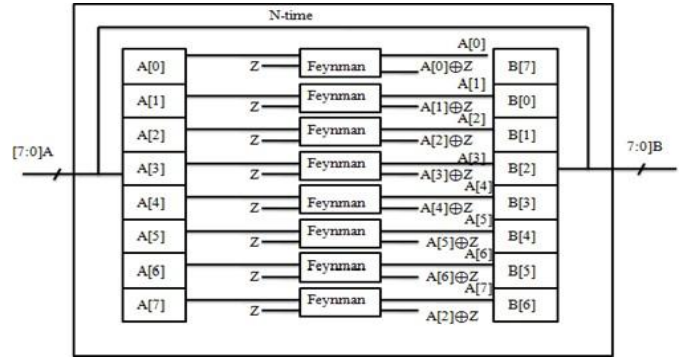 N-time
A[0]
A[0] Z Feynman A[0]⊕Z B[7]
A[1]
A[1] Z Feynman A[1]⊕Z B[0]
A[2]
A[2] Z Feynman A[2]⊕Z B[1]
[7:0]A 7:0]B
A[3]
A[3] Z Feynman A[3]⊕Z B[2]
A[4]
A[4] Z Feynman A[4]⊕Z B[3]
A[5]
A[5] Z Feynman A[5]⊕Z B[4]
A[6]
A[6] Z Feynman A[6]⊕Z B[5]
A[7]
A[7] Z Feynman A[2]⊕Z B[6]